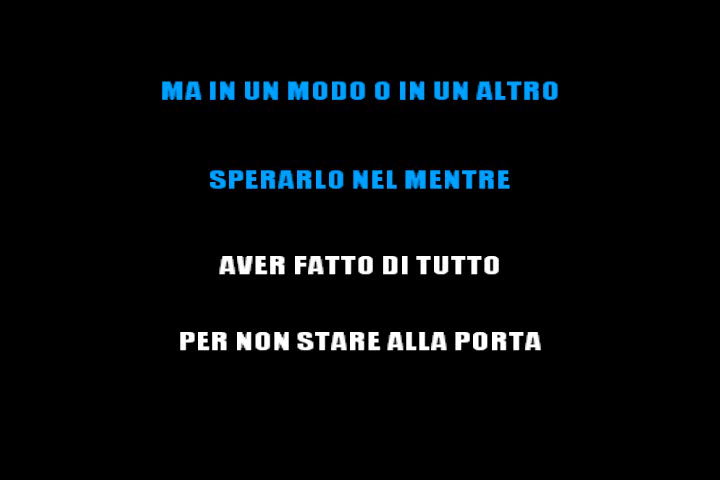 MA IN UN MODO O IN UN ALTRO
SPERARLO NEL MENTRE
AVER FATTO DI TUTTO
PER NON STARE ALLA PORTA